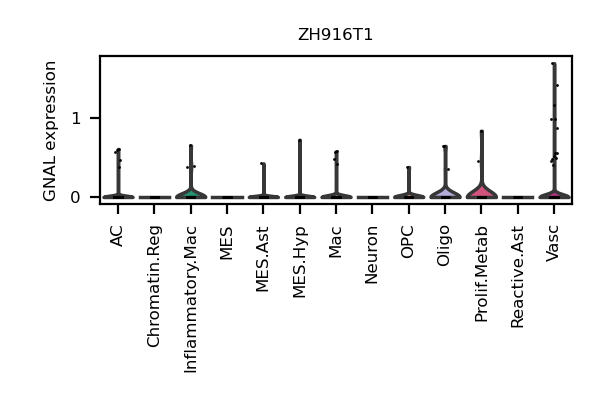 ZH916T1
GNAL expression
1
0
AC
Chromatin.Reg
Inflammatory.Mac
MES
MES.Ast
MES.Hyp
Mac
Neuron
OPC
Oligo
Prolif.Metab
Reactive.Ast
Vasc